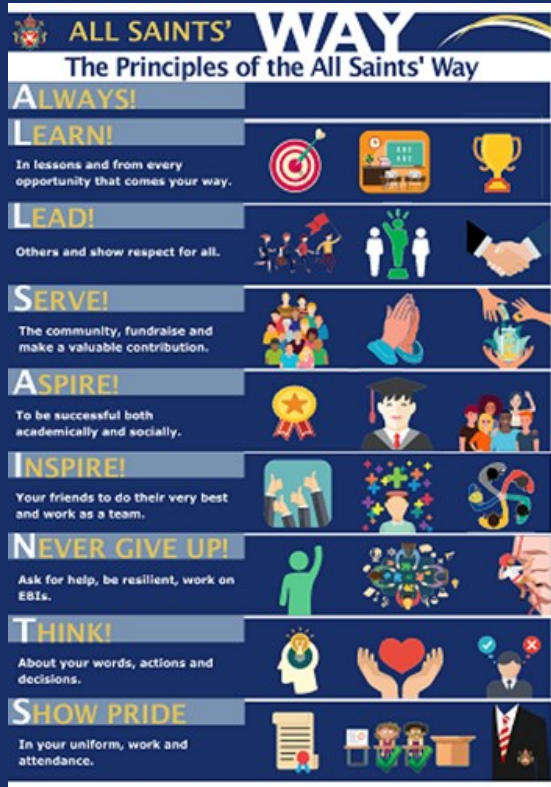 ALL SAINTS' WAY
The Principles of the All Saints' Way
ALWAYS!
LEARN!
In lessons and from every
opportunity that comes your way.
LEAD!
Others and show respect for all.
SERVE!
The community, fundraise and
make a valuable contribution.
ASPIRE!
To be successful both
academically and socially.
INSPIRE!
Your friends to do their very best
and work as a team.
NEVER GIVE UP!
Ask for help, be resilient, work on
EBIs.
THINK!
About your words, actions and
decisions.
SHOW PRIDE
In your uniform, work and
attendance.